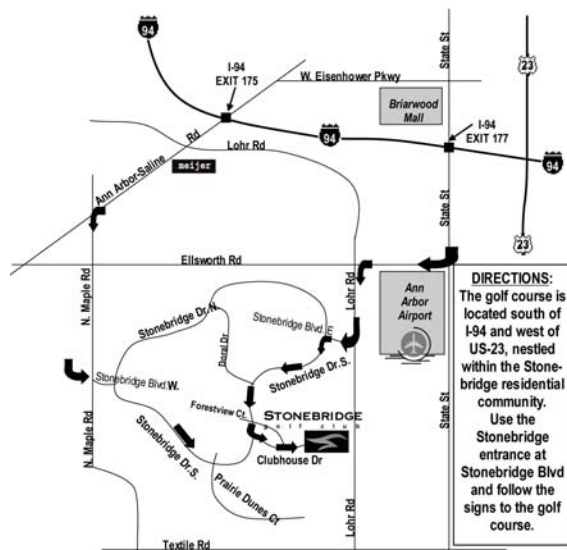 94
I-94
EXIT 175
State St
23
W. Eisenhower Pkwy
Briarwood
Mall
I-94
EXIT 177
94
94
Ann Arbor-Saline Rd
Lohr Rd
meijer
State St
23
Ellsworth Rd
N. Maple Rd
Lohr Rd
Ann
Arbor
Airport
Stonebridge Dr. N.
Stonebridge Blvd. E
Doral Dr
Stonebridge Dr. S.
Stonebridge Blvd. W.
Forestview Ct.
STONEBRIDGE
golf club
Clubhouse Dr
State St
N. Maple Rd
Stonebridge Dr. S.
Prairie Dunes Ct
Lohr Rd
Textile Rd
DIRECTIONS:
The golf course is
located south of
I-94 and west of
US-23, nestled
within the Stone-
bridge residential
community.
Use the
Stonebridge
entrance at
Stonebridge Blvd
and follow the
signs to the golf
course.